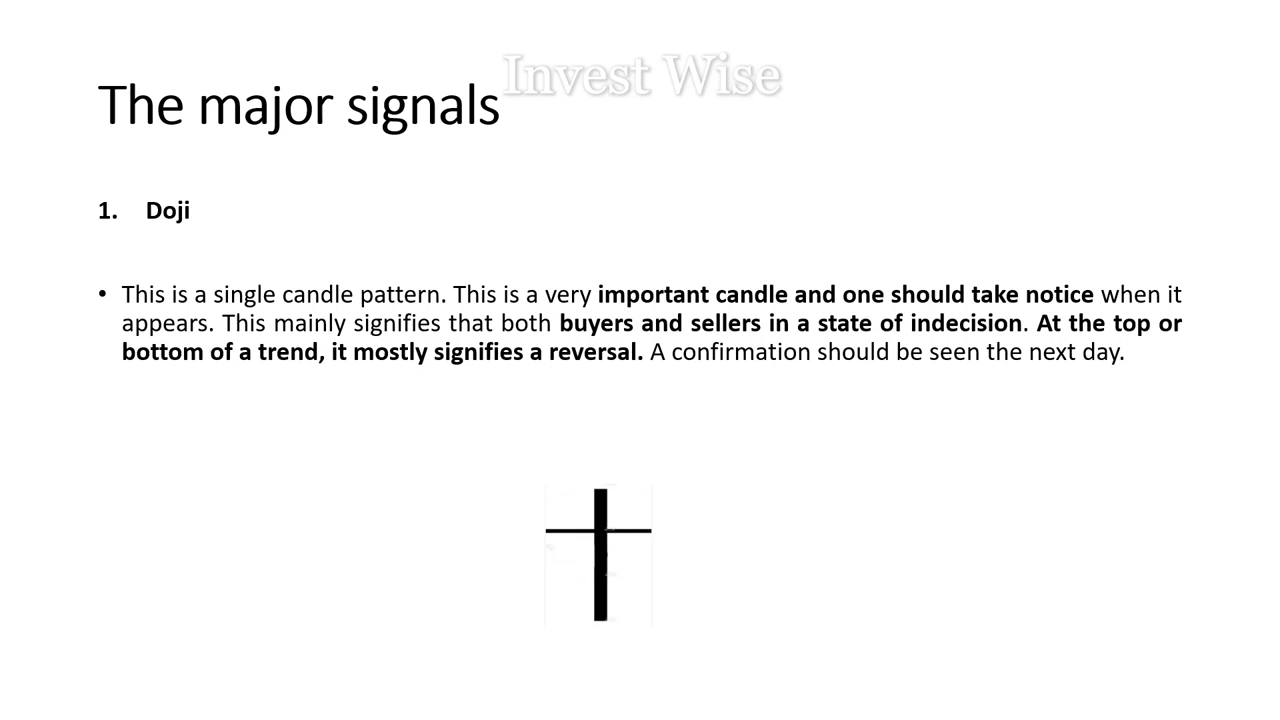 Invest Wise
The major signals
1. Doji
• This is a single candle pattern. This is a very important candle and one should take notice when it
appears. This mainly signifies that both buyers and sellers in a state of indecision. At the top or
bottom of a trend, it mostly signifies a reversal. A confirmation should be seen the next day.